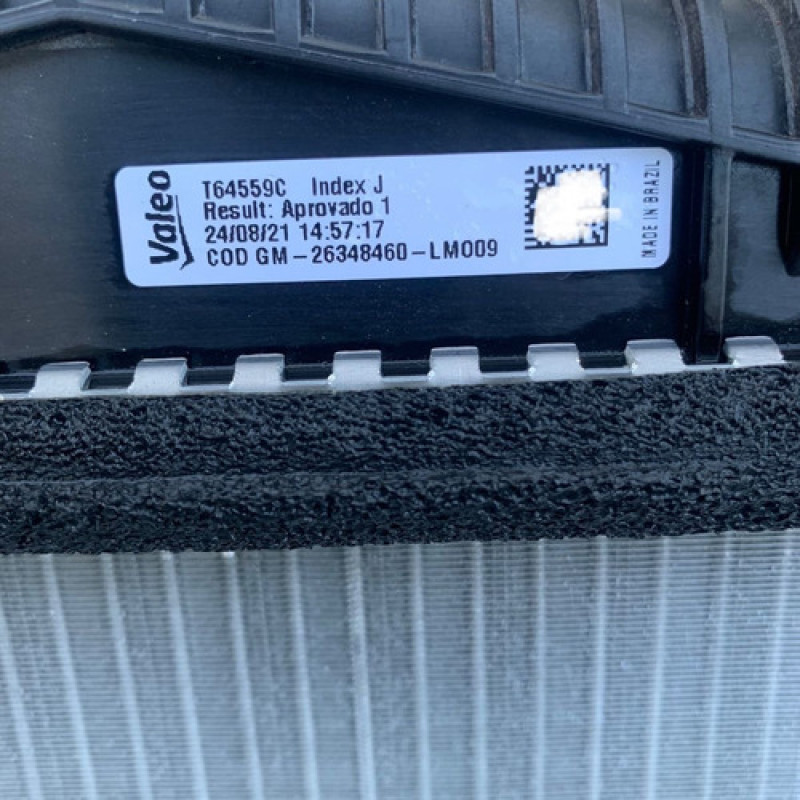 Valeo
T64559C Index J
Result: Aprovado 1
24/08/21 14:57:17
COD GM-26348460-LM009
MADE IN BRAZIL